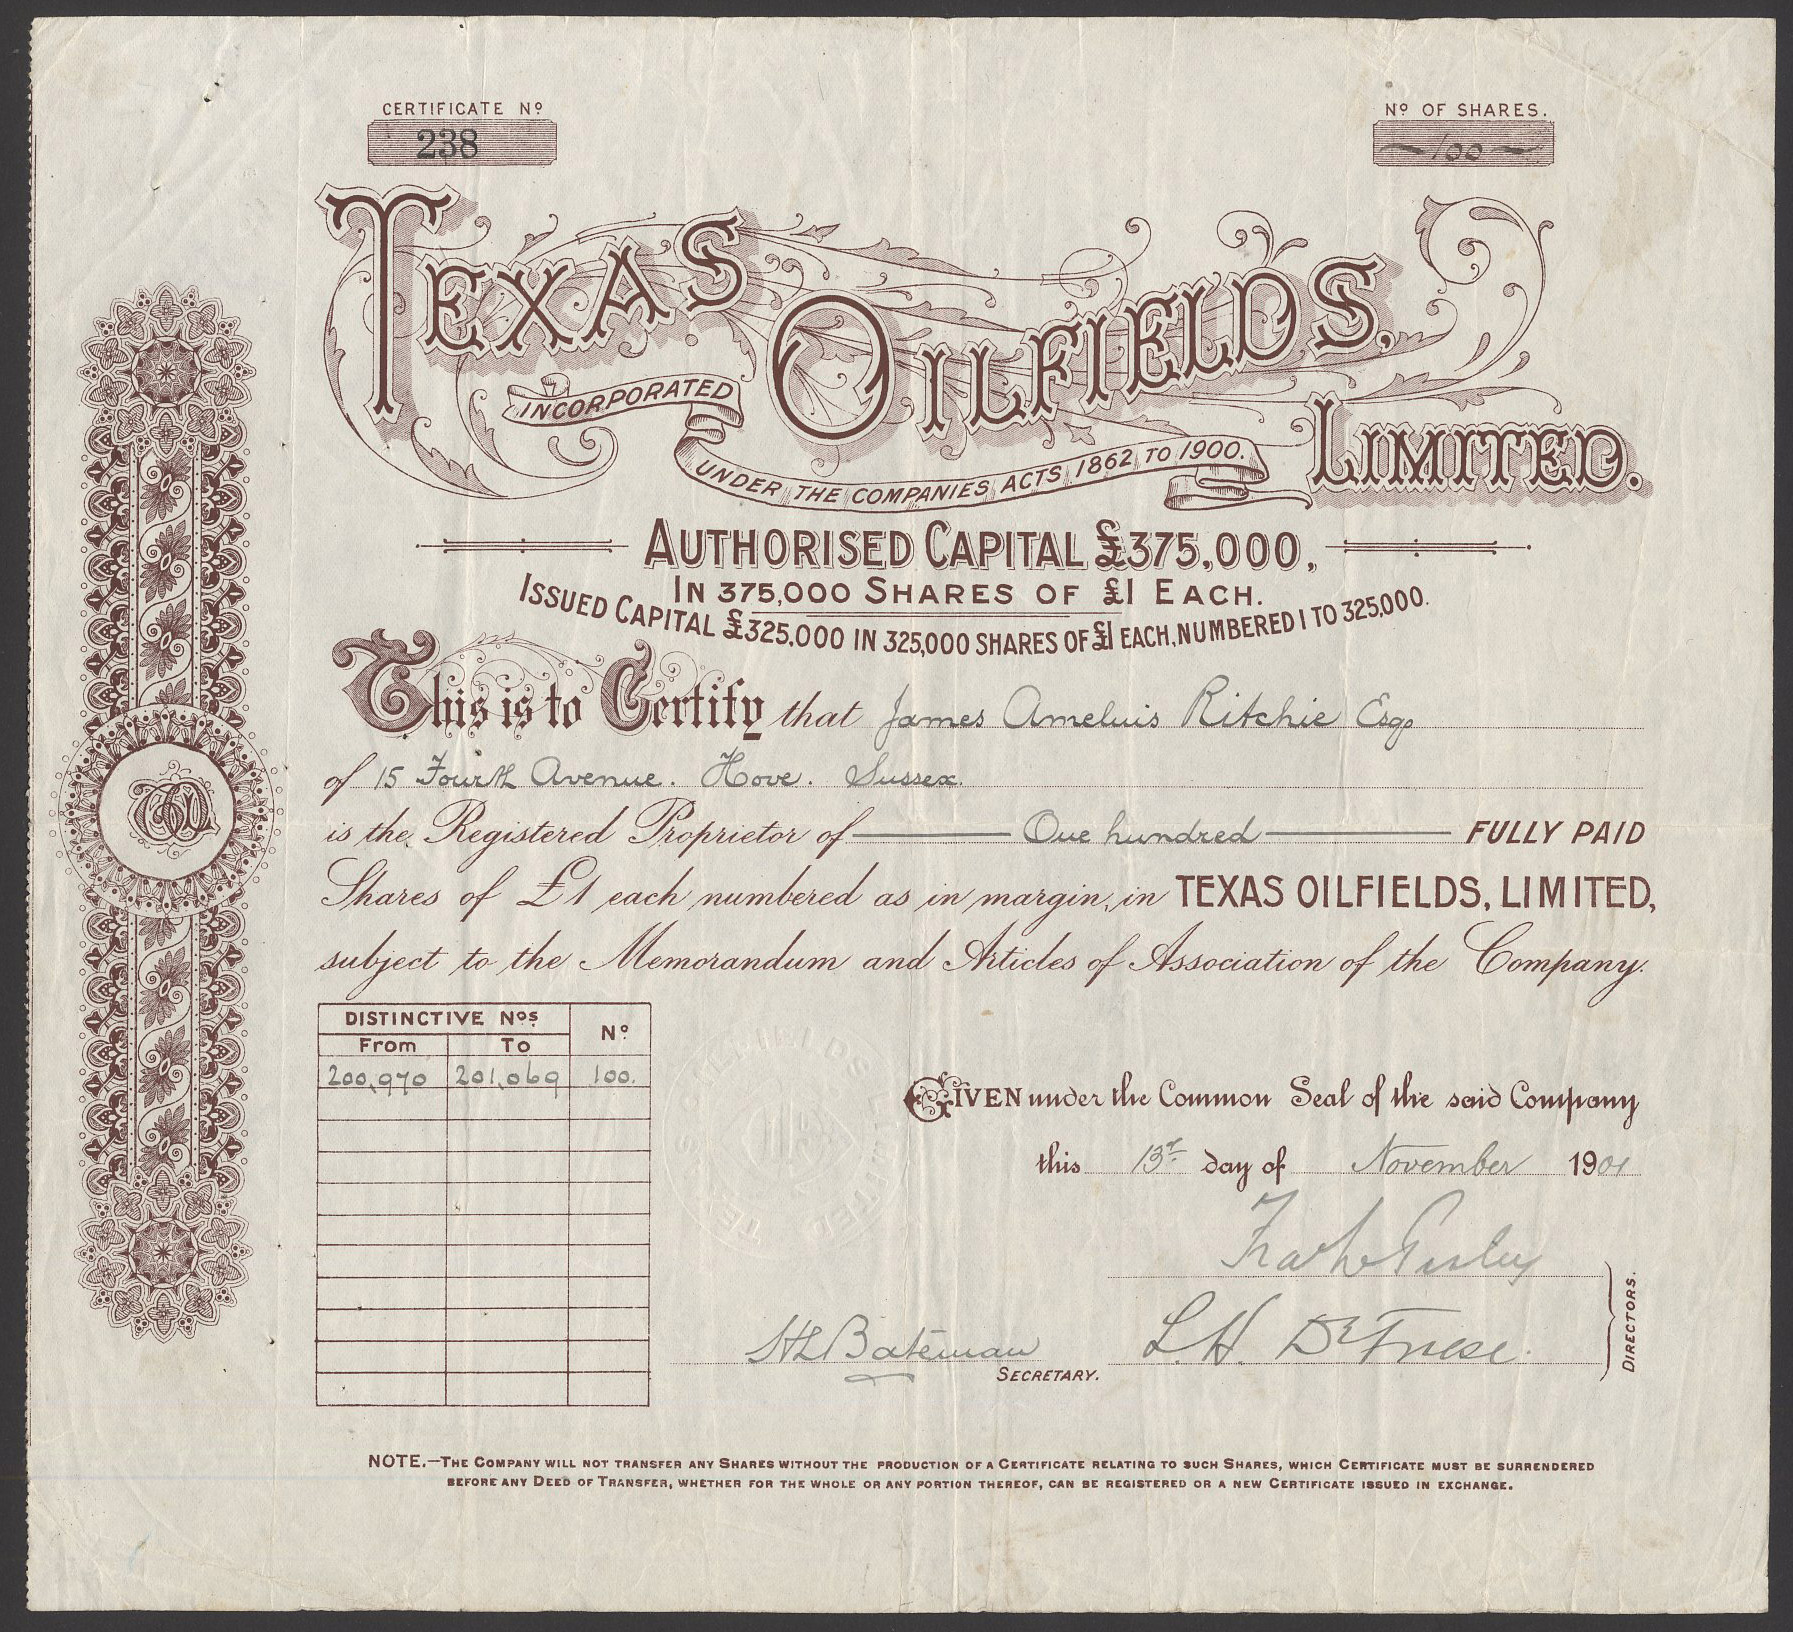 CERTIFICATE Nº
238
Nº OF SHARES.
100
TEXAS OILFIELDS, LIMITED.
INCORPORATED
UNDER THE COMPANIES ACTS 1862 TO 1900.
AUTHORISED CAPITAL £375,000,
IN 375,000 SHARES OF £1 EACH.
ISSUED CAPITAL £325,000 IN 325,000 SHARES OF £1 EACH, NUMBERED 1 TO 325,000.
This is to Certify that James Ameluis Ritchie Esqr
of 15 Fourth Avenue. Hove. Sussex.
is the Registered Proprietor of One hundred FULLY PAID
Shares of £1 each numbered as in margin, in TEXAS OILFIELDS, LIMITED,
subject to the Memorandum and Articles of Association of the Company.
DISTINCTIVE Nos Nº
From To
200,970 201,069 100.
GIVEN under the Common Seal of the said Company
this 13th day of November 1901
L. H. De Friese.
HL Bateman
SECRETARY.
DIRECTORS.
NOTE.—THE COMPANY WILL NOT TRANSFER ANY SHARES WITHOUT THE PRODUCTION OF A CERTIFICATE RELATING TO SUCH SHARES, WHICH CERTIFICATE MUST BE SURRENDERED
BEFORE ANY DEED OF TRANSFER, WHETHER FOR THE WHOLE OR ANY PORTION THEREOF, CAN BE REGISTERED OR A NEW CERTIFICATE ISSUED IN EXCHANGE.